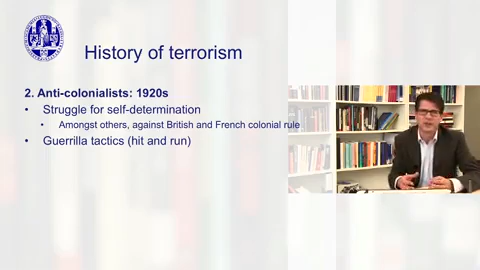 History of terrorism
2. Anti-colonialists: 1920s
• Struggle for self-determination
• Amongst others, against British and French colonial rule
• Guerrilla tactics (hit and run)